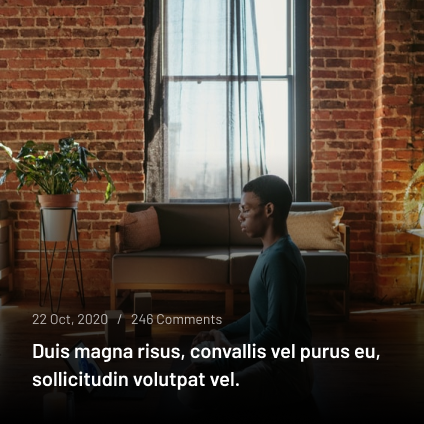 22 Oct, 2020 / 246 Comments
Duis magna risus, convallis vel purus eu,
sollicitudin volutpat vel.